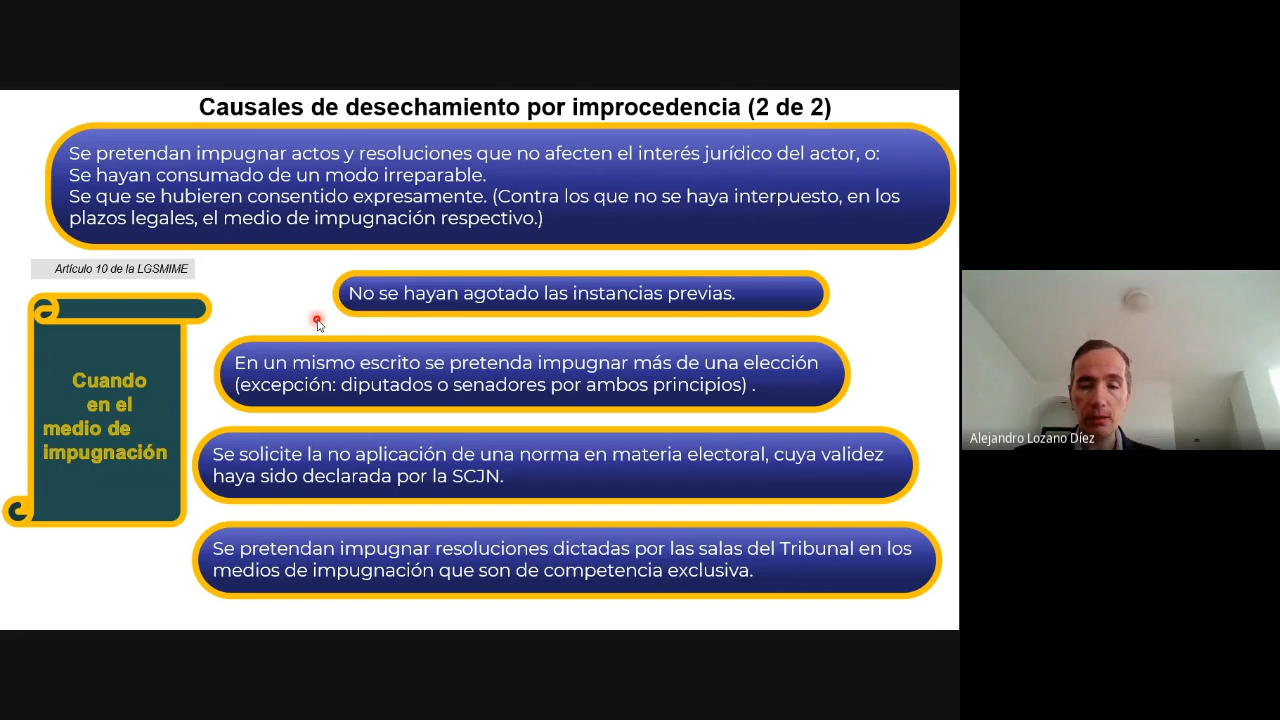 Causales de desechamiento por improcedencia (2 de 2)
Se pretendan impugnar actos y resoluciones que no afecten el interés jurídico del actor, o:
Se hayan consumado de un modo irreparable.
Se que se hubieren consentido expresamente. (Contra los que no se haya interpuesto, en los
plazos legales, el medio de impugnación respectivo.)
Artículo 10 de la LGSMIME
No se hayan agotado las instancias previas.
En un mismo escrito se pretenda impugnar más de una elección
(excepción: diputados o senadores por ambos principios) .
Cuando
en el
medio de
impugnación
Se solicite la no aplicación de una norma en materia electoral, cuya validez
haya sido declarada por la SCJN.
Se pretendan impugnar resoluciones dictadas por las salas del Tribunal en los
medios de impugnación que son de competencia exclusiva.
Alejandro Lozano Díez